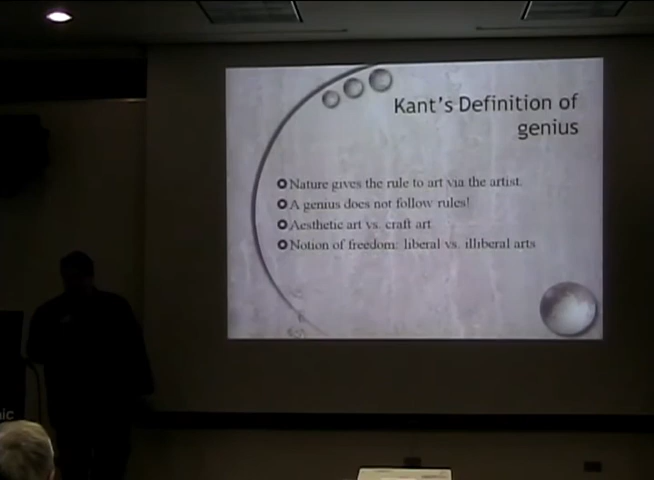 Kant's Definition of
genius
Nature gives the rule to art via the artist.
A genius does not follow rules!
Aesthetic art vs. craft art
Notion of freedom: liberal vs. illiberal arts
nic